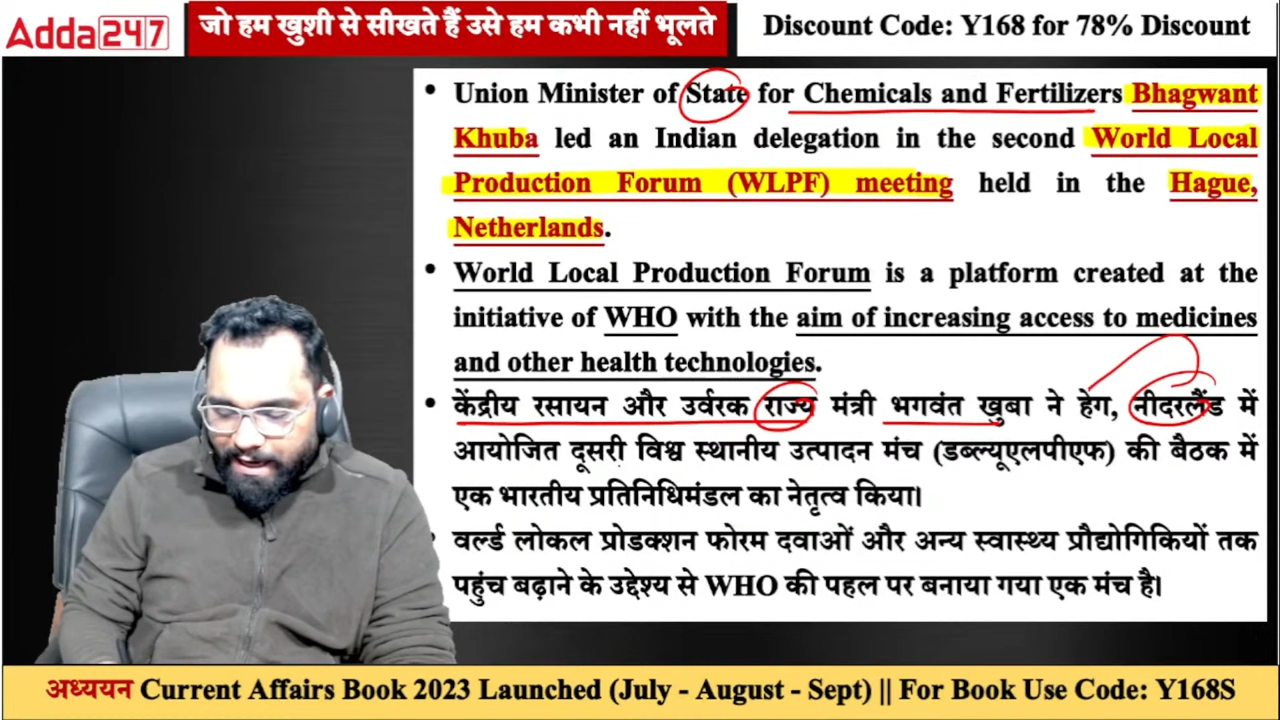 Adda247
जो हम खुशी से सीखते हैं उसे हम कभी नहीं भूलते
Discount Code: Y168 for 78% Discount
• Union Minister of State for Chemicals and Fertilizers Bhagwant
Khuba led an Indian delegation in the second World Local
Production Forum (WLPF) meeting held in the Hague,
Netherlands.
• World Local Production Forum is a platform created at the
initiative of WHO with the aim of increasing access to medicines
and other health technologies.
• केंद्रीय रसायन और उर्वरक राज्य मंत्री भगवंत खुबा ने हेग, नीदरलैंड में
आयोजित दूसरी विश्व स्थानीय उत्पादन मंच (डब्ल्यूएलपीएफ) की बैठक में
एक भारतीय प्रतिनिधिमंडल का नेतृत्व किया।
• वर्ल्ड लोकल प्रोडक्शन फोरम दवाओं और अन्य स्वास्थ्य प्रौद्योगिकियों तक
पहुंच बढ़ाने के उद्देश्य से WHO की पहल पर बनाया गया एक मंच है।
अध्ययन Current Affairs Book 2023 Launched (July - August - Sept) || For Book Use Code: Y168S